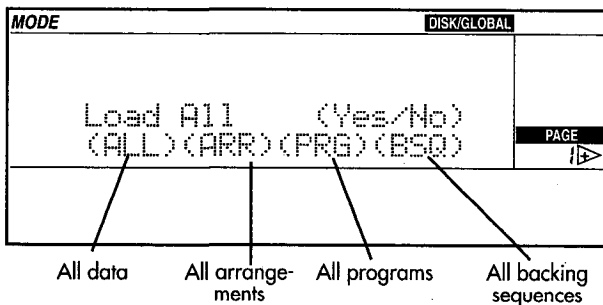 MODE DISK/GLOBAL
Load All (Yes/No)
(ALL)(ARR)(PRG)(BSQ)
PAGE
1+
All data All arrange- All programs All backing
ments sequences